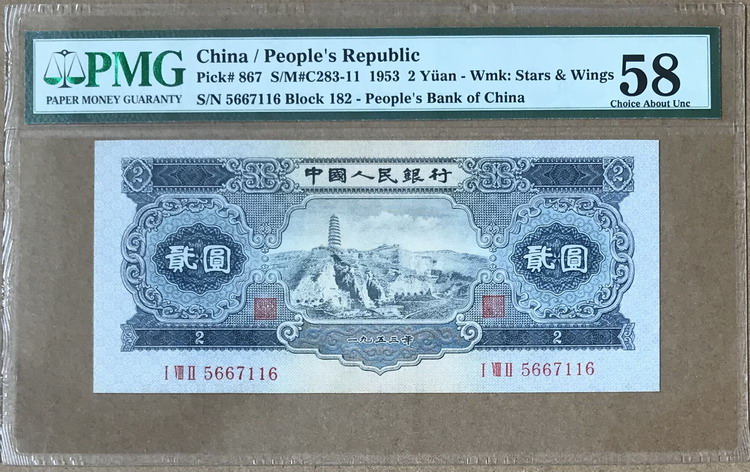 PMG
PAPER MONEY GUARANTY
China / People's Republic
Pick# 867 S/M#C283-11 1953 2 Yüan - Wmk: Stars & Wings
S/N 5667116 Block 182 - People's Bank of China
58
Choice About Unc
2 中國人民銀行 2
貳圓 貳圓
2 一九五三年 2
I VIII II 5667116 I VIII II 5667116